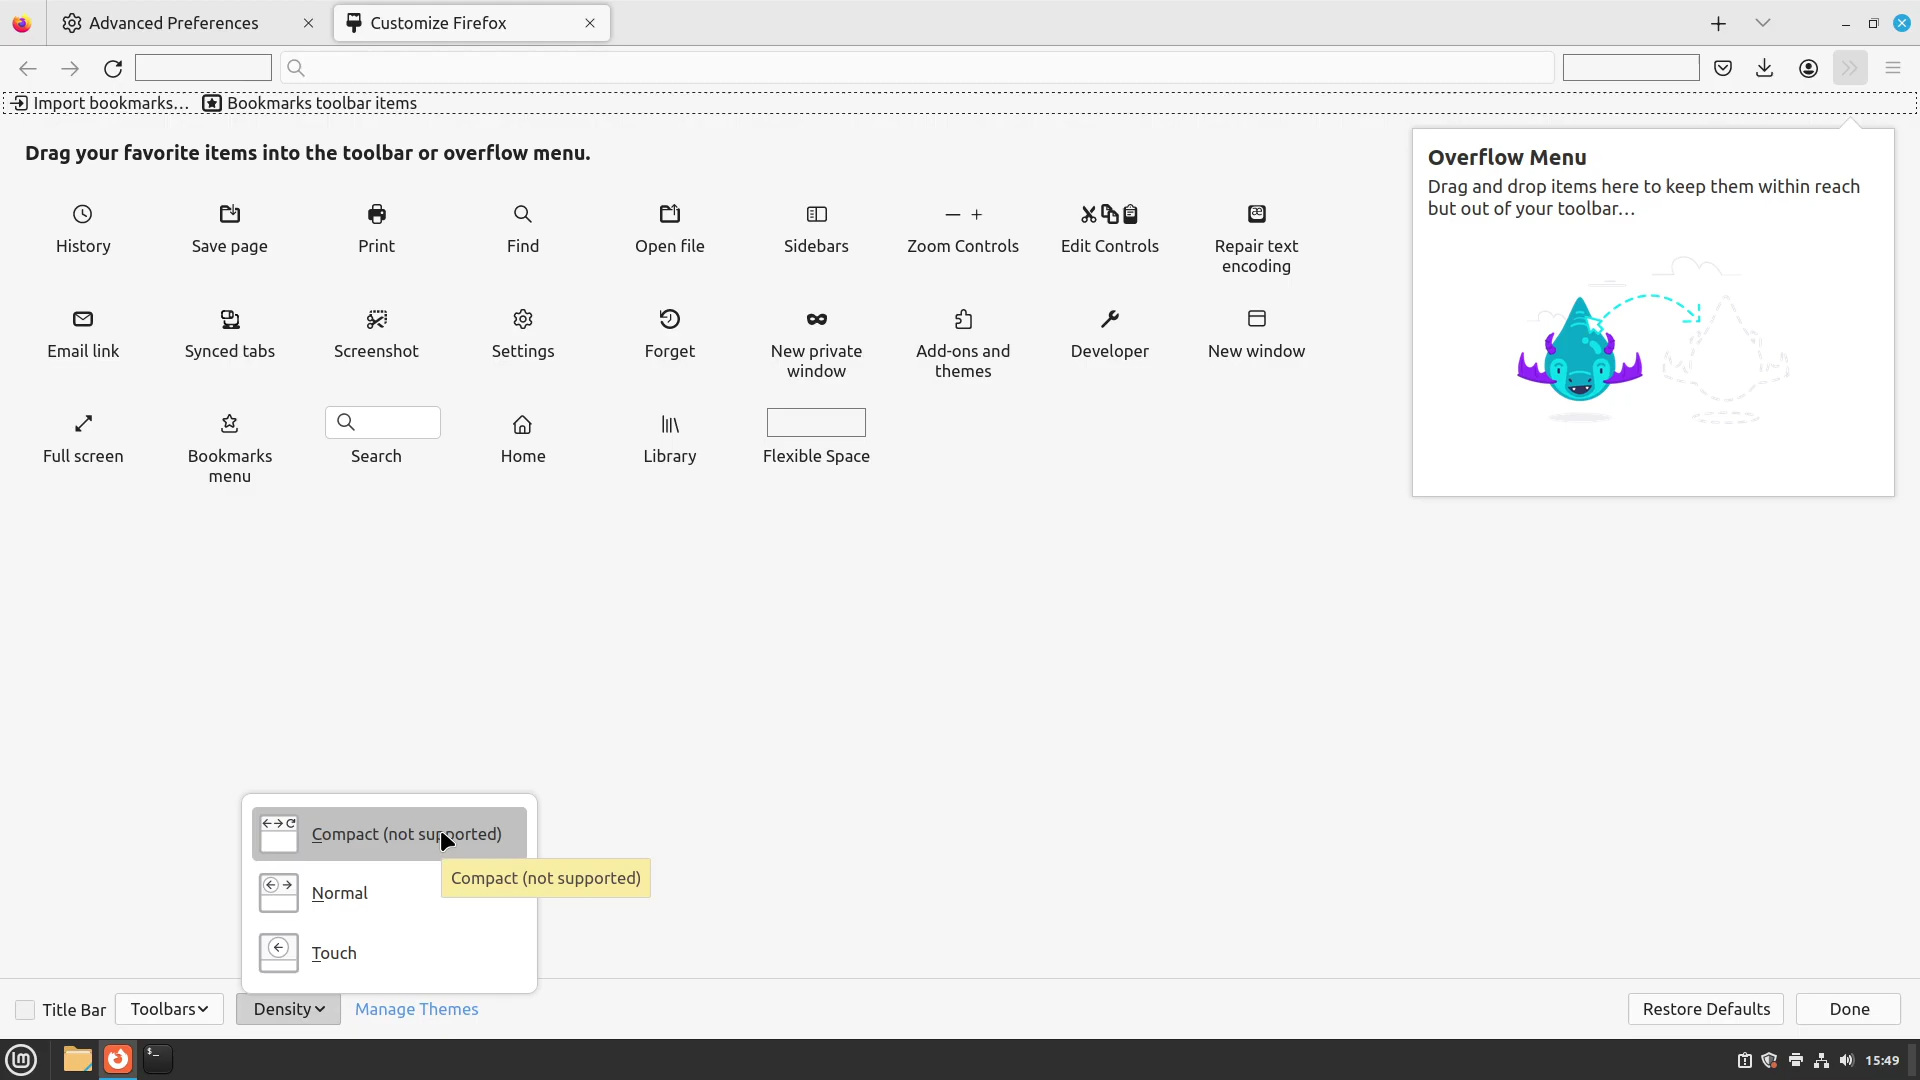 Advanced Preferences
Customize Firefox
Import bookmarks...
Bookmarks toolbar items
Drag your favorite items into the toolbar or overflow menu.
History
Save page
Print
Find
Open file
Sidebars
Zoom Controls
Edit Controls
Repair text
encoding
Email link
Synced tabs
Screenshot
Settings
Forget
New private
window
Add-ons and
themes
Developer
New window
Full screen
Bookmarks
menu
Search
Home
Library
Flexible Space
Overflow Menu
Drag and drop items here to keep them within reach
but out of your toolbar...
Compact (not supported)
Compact (not supported)
Normal
Touch
Title Bar
Toolbars
Density
Manage Themes
Restore Defaults
Done
15:49